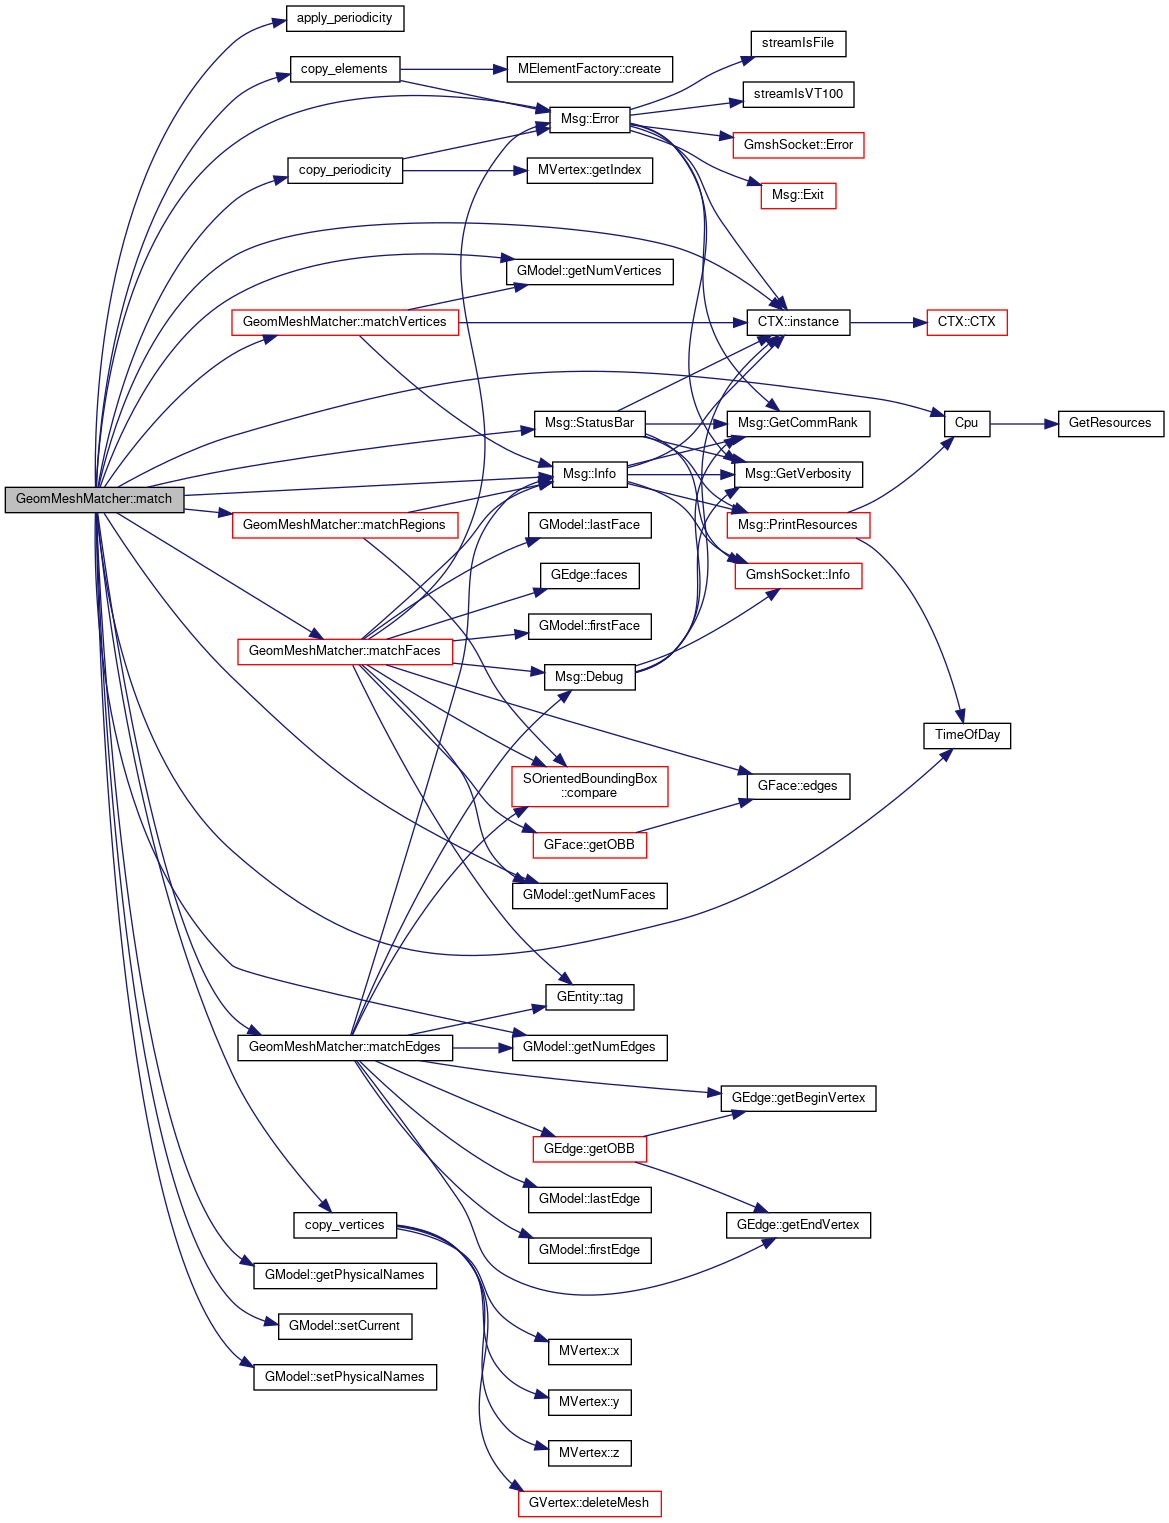 apply_periodicity
streamIsFile
copy_elements
MElementFactory::create
streamIsVT100
Msg::Error
GmshSocket::Error
copy_periodicity
MVertex::getIndex
Msg::Exit
GModel::getNumVertices
GeomMeshMatcher::matchVertices
CTX::instance
CTX::CTX
Msg::StatusBar
Msg::GetCommRank
Cpu
GetResources
Msg::Info
Msg::GetVerbosity
GeomMeshMatcher::match
GeomMeshMatcher::matchRegions
GModel::lastFace
Msg::PrintResources
GEdge::faces
GmshSocket::Info
GModel::firstFace
GeomMeshMatcher::matchFaces
Msg::Debug
TimeOfDay
SOrientedBoundingBox
::compare
GFace::edges
GFace::getOBB
GModel::getNumFaces
GEntity::tag
GeomMeshMatcher::matchEdges
GModel::getNumEdges
GEdge::getBeginVertex
GEdge::getOBB
GModel::lastEdge
copy_vertices
GEdge::getEndVertex
GModel::firstEdge
GModel::getPhysicalNames
GModel::setCurrent
MVertex::x
GModel::setPhysicalNames
MVertex::y
MVertex::z
GVertex::deleteMesh